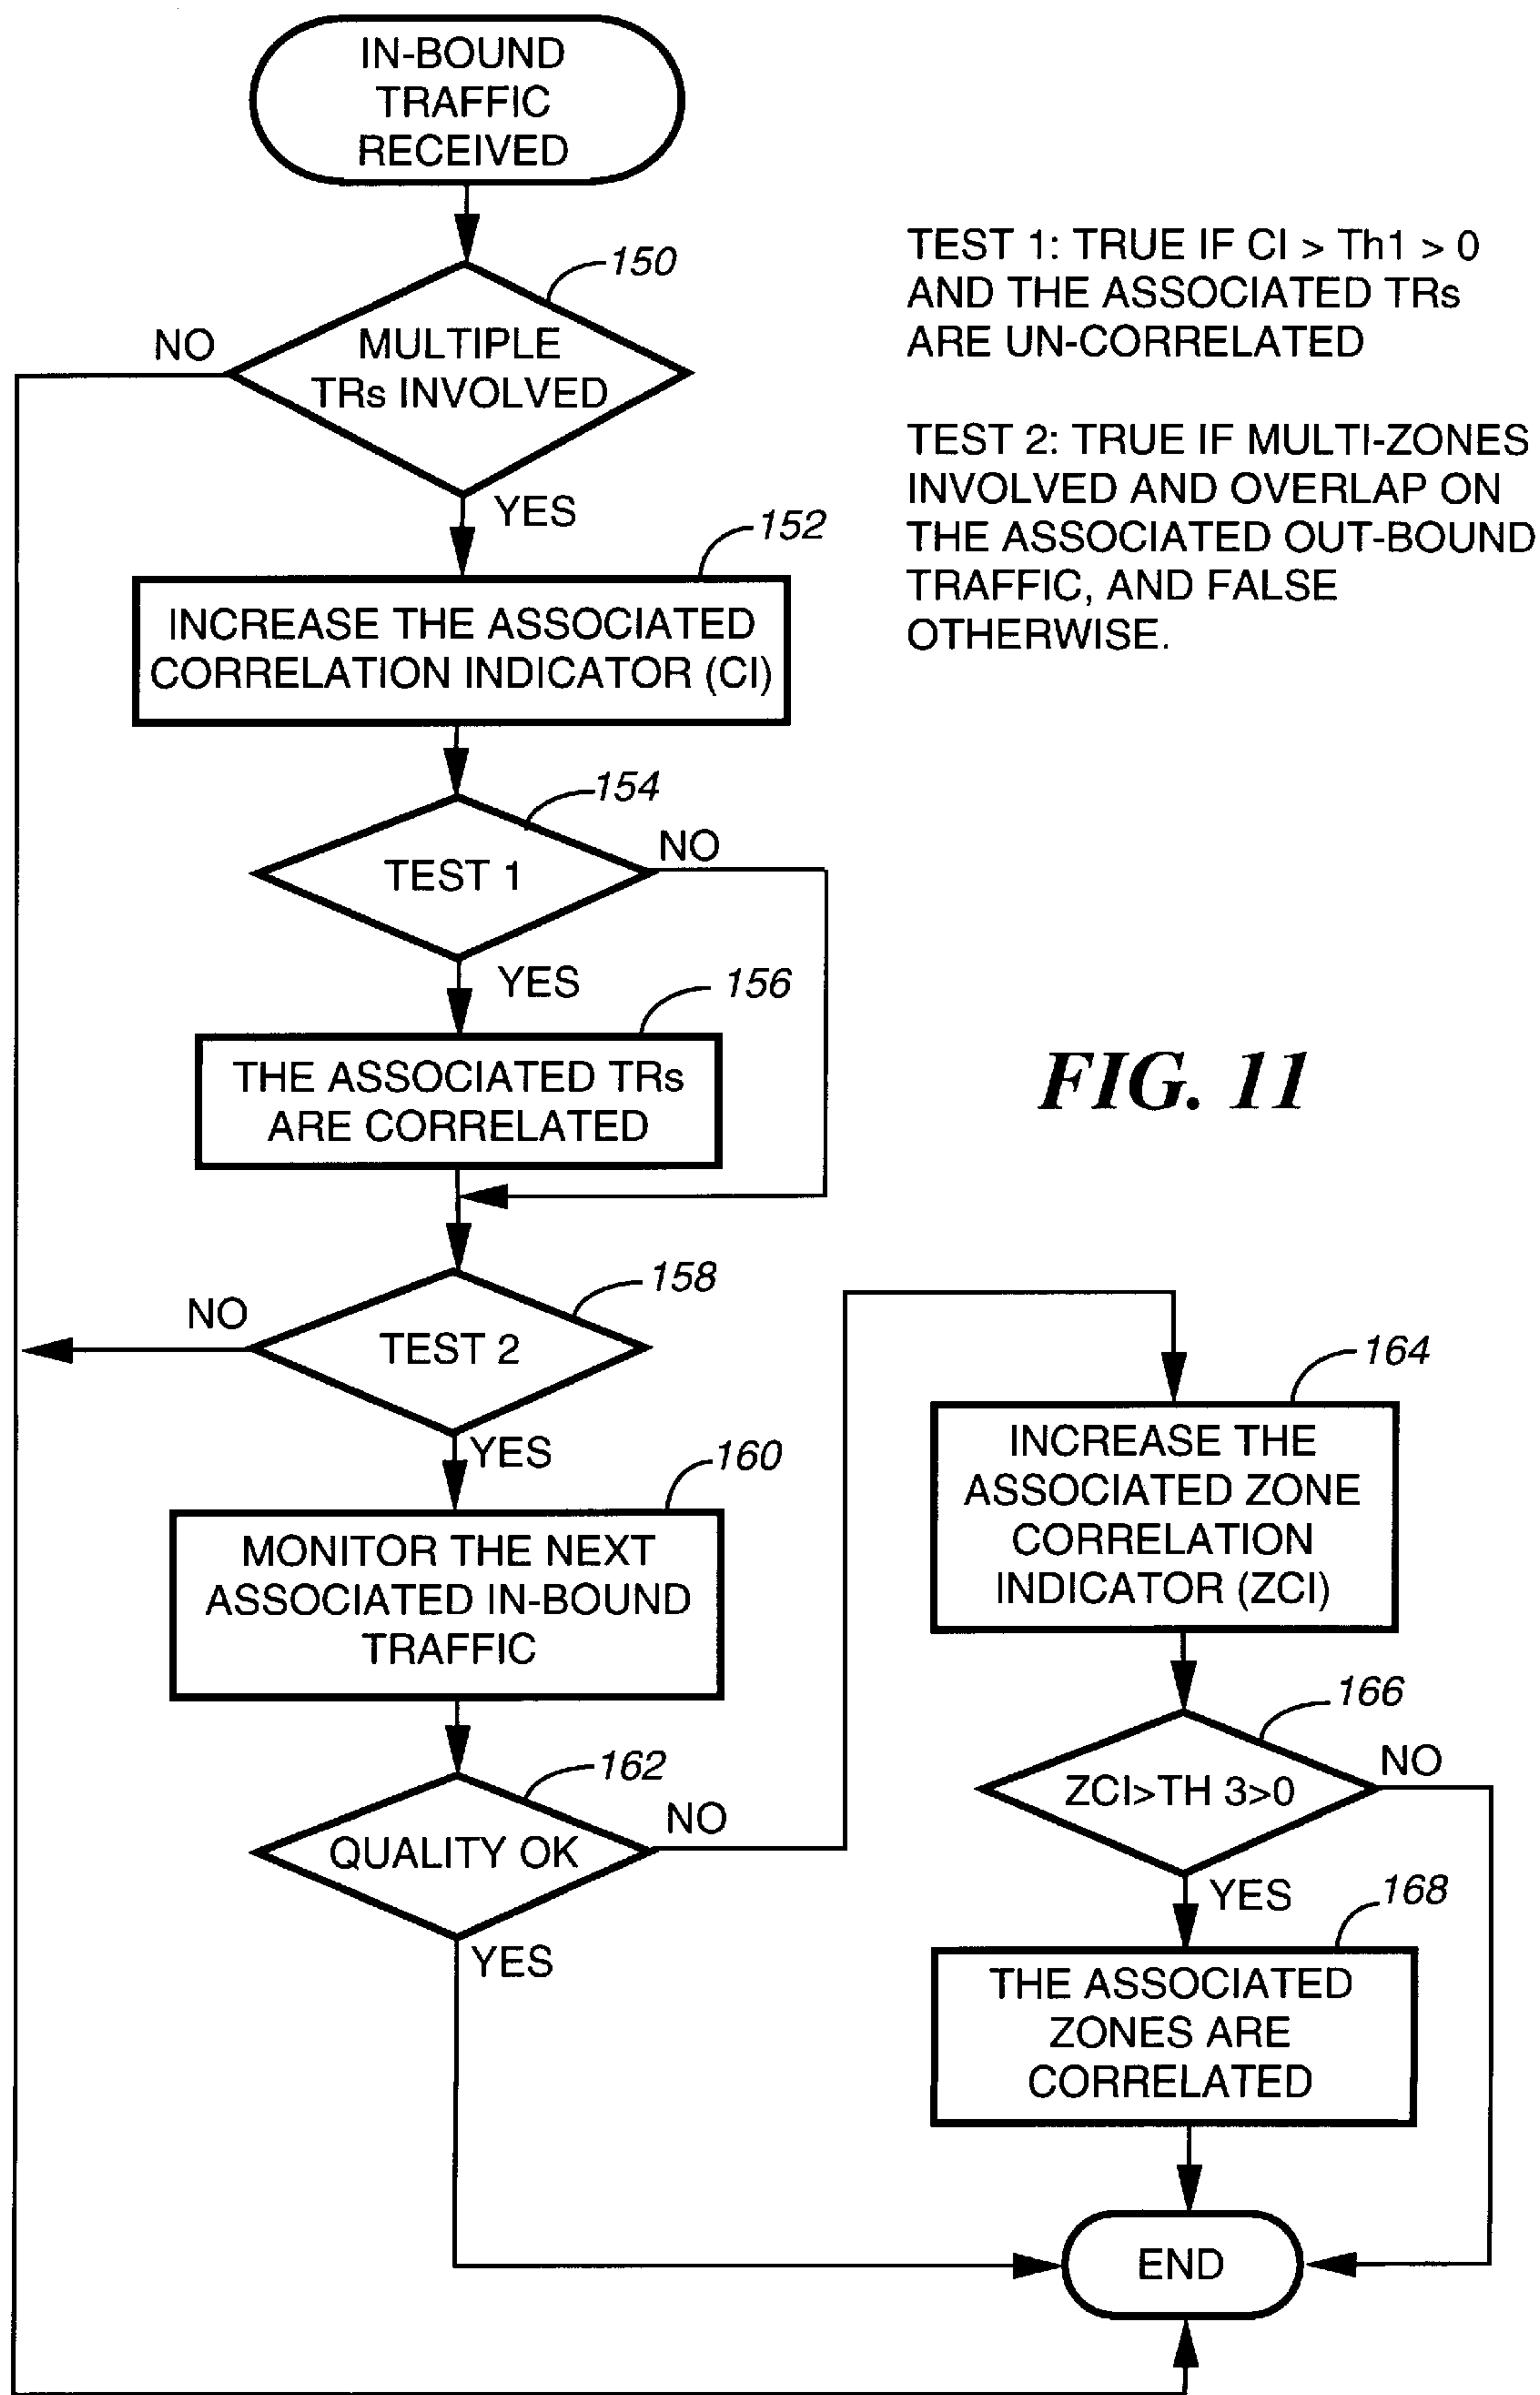 IN-BOUND
TRAFFIC
RECEIVED
150
NO
MULTIPLE
TRs INVOLVED
YES
TEST 1: TRUE IF CI > Th1 > 0
AND THE ASSOCIATED TRs
ARE UN-CORRELATED
TEST 2: TRUE IF MULTI-ZONES
INVOLVED AND OVERLAP ON
THE ASSOCIATED OUT-BOUND
TRAFFIC, AND FALSE
OTHERWISE.
152
INCREASE THE ASSOCIATED
CORRELATION INDICATOR (CI)
154
NO
TEST 1
YES
156
THE ASSOCIATED TRs
ARE CORRELATED
FIG. 11
158
NO
TEST 2
YES
160
MONITOR THE NEXT
ASSOCIATED IN-BOUND
TRAFFIC
162
NO
QUALITY OK
YES
164
INCREASE THE
ASSOCIATED ZONE
CORRELATION
INDICATOR (ZCI)
166
NO
ZCI>TH 3>0
YES
168
THE ASSOCIATED
ZONES ARE
CORRELATED
END